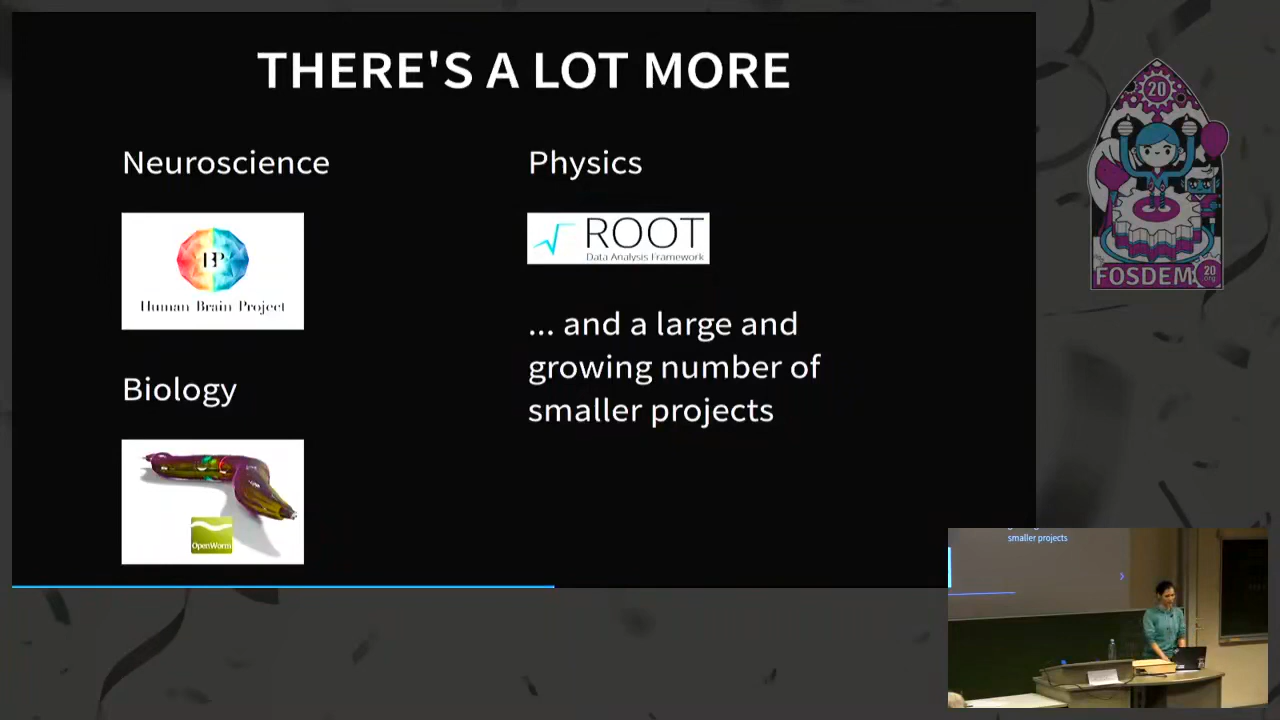 THERE'S A LOT MORE
Neuroscience
HBP
Human Brain Project
Biology
OpenWorm
Physics
ROOT
Data Analysis Framework
... and a large and
growing number of
smaller projects
20
FOSDEM
20
org
smaller projects